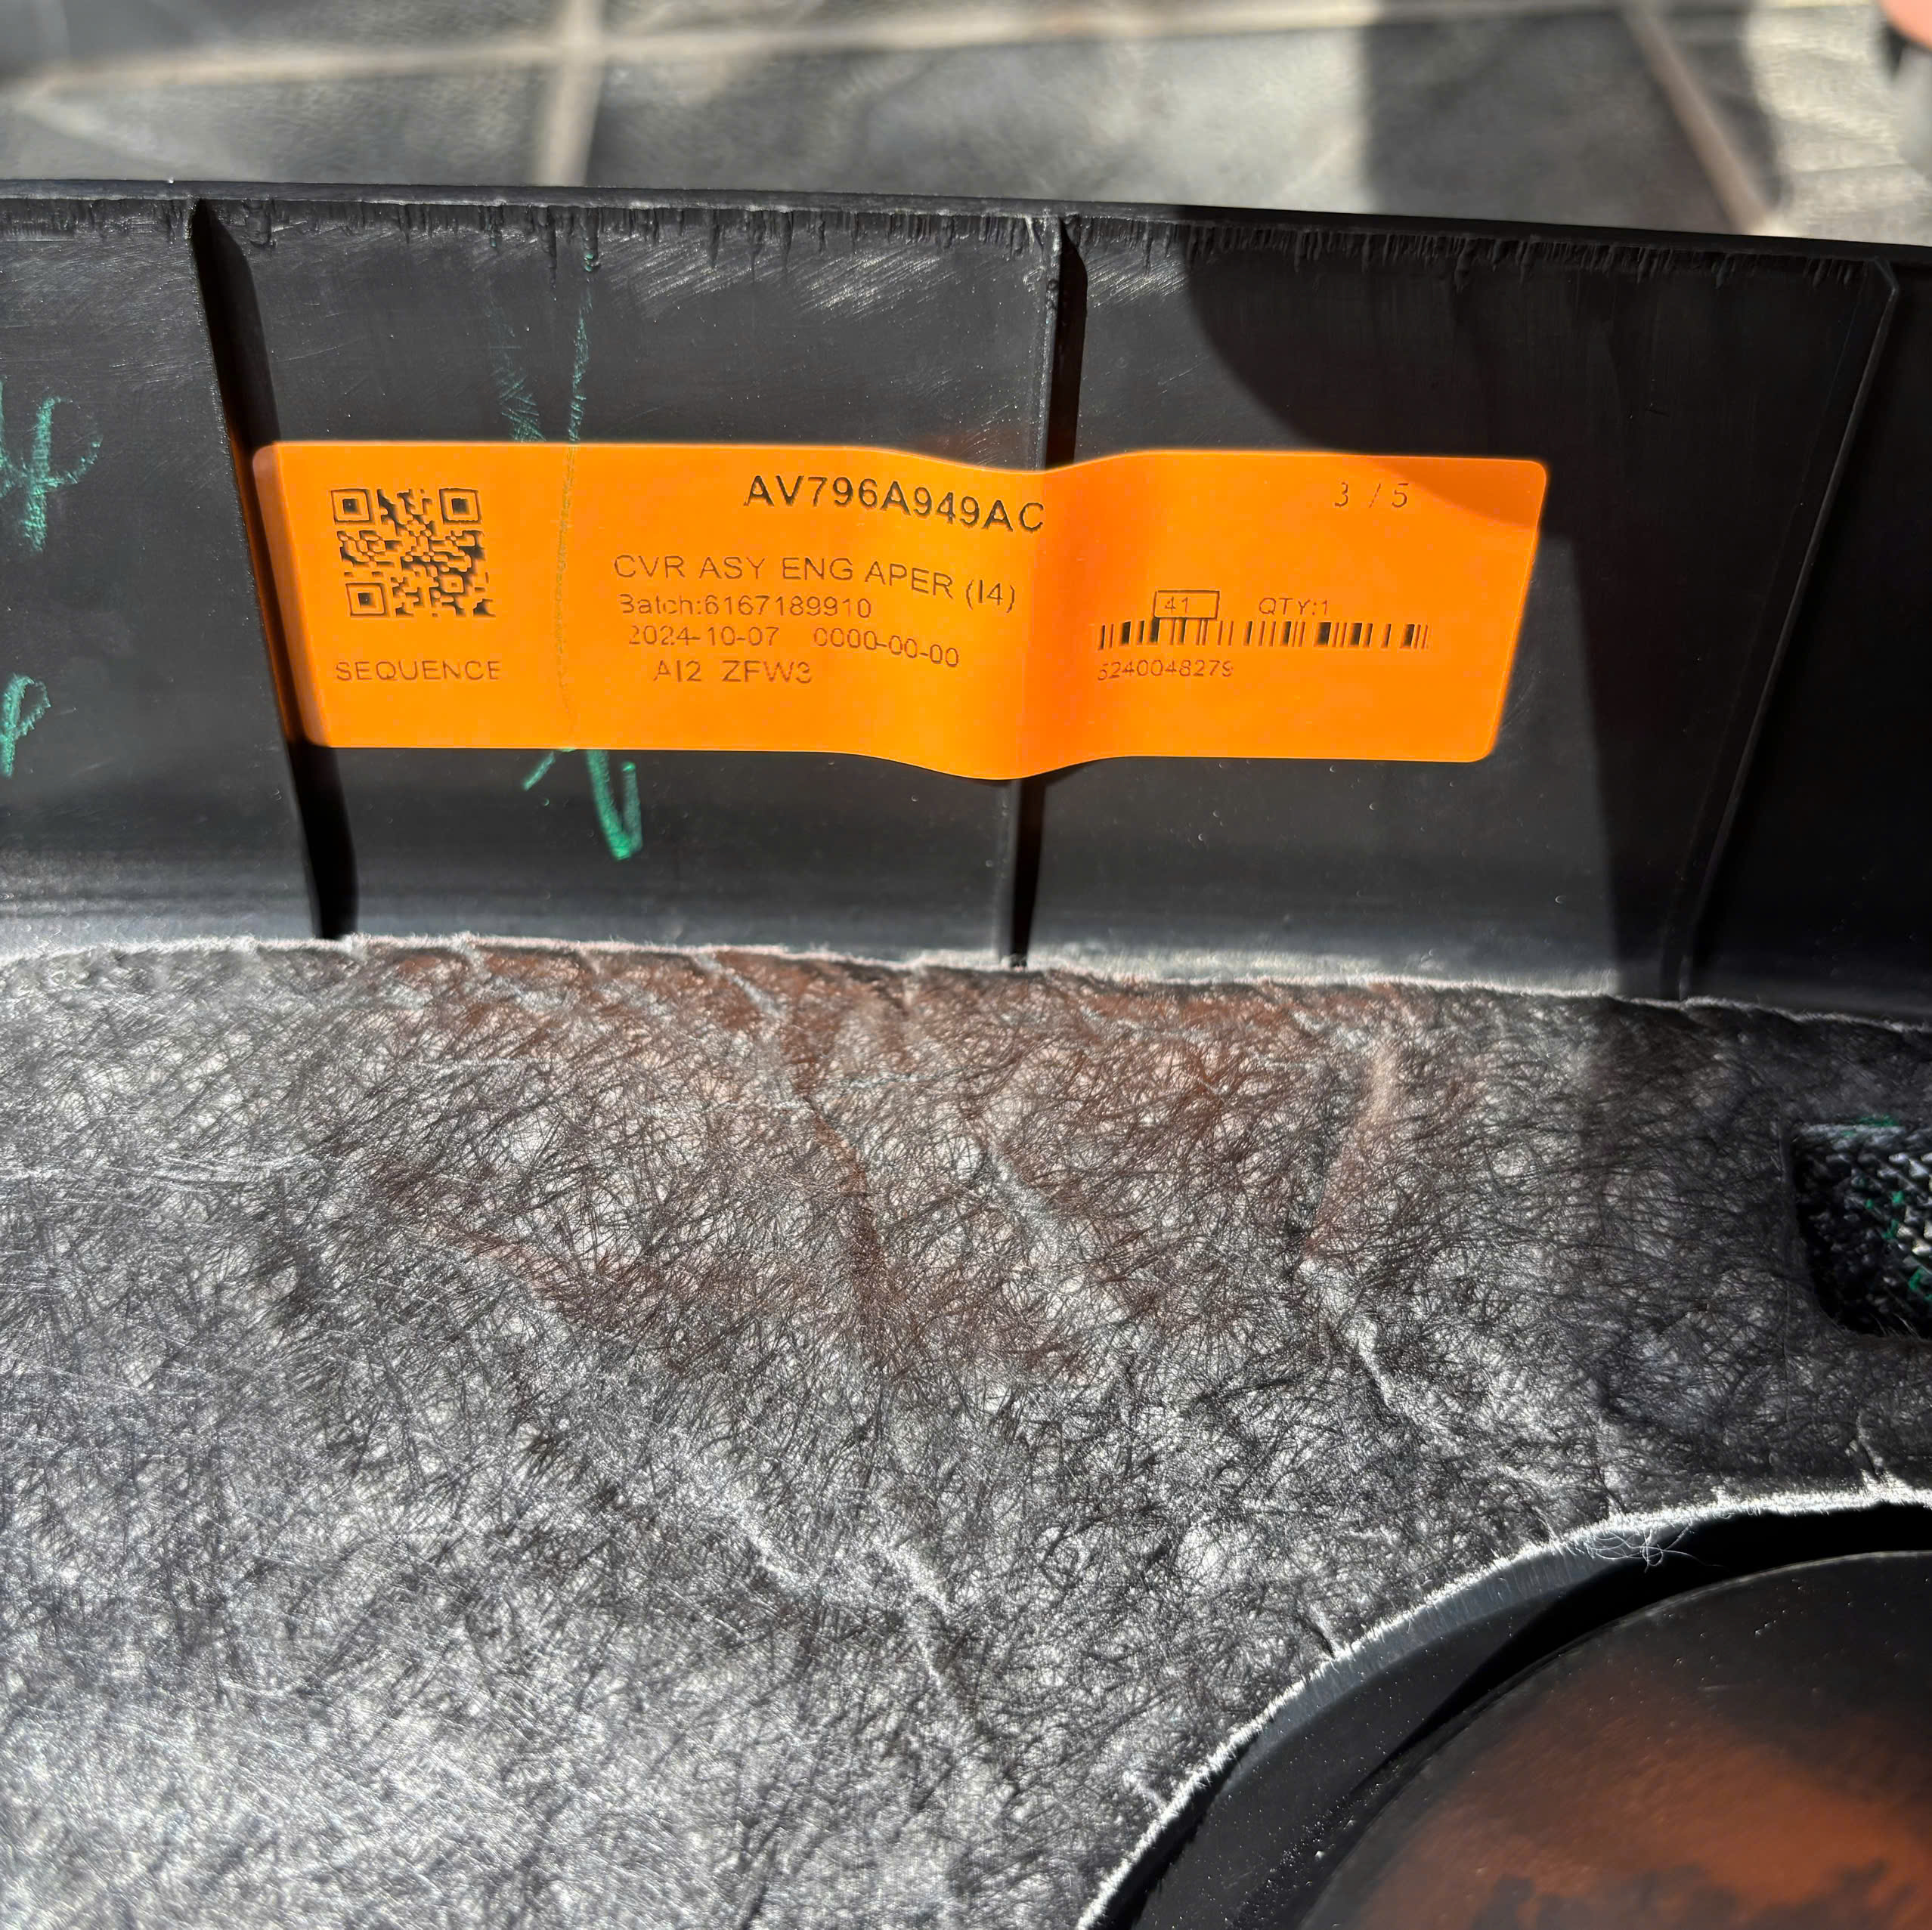 AV796A949AC
3 / 5
CVR ASY ENG APER (I4)
Batch:6167189910
2024-10-07 0000-00-00
AI2 ZFW3
SEQUENCE
41
QTY:1
5240048279